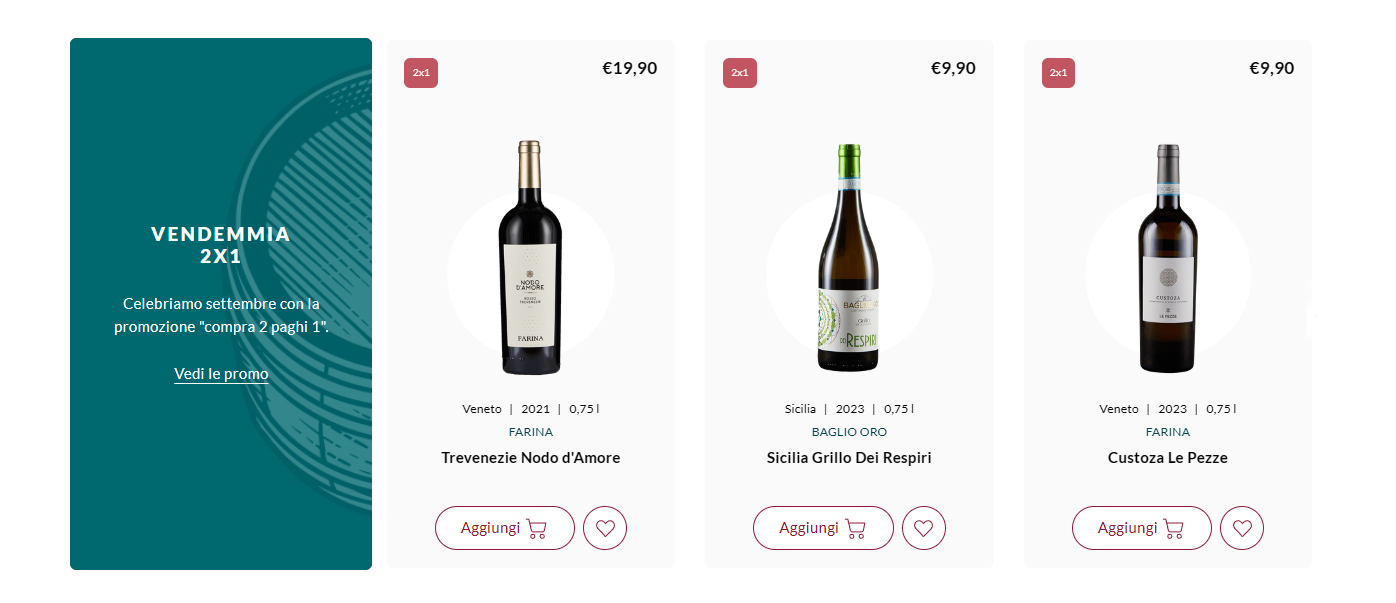 VENDEMMIA
2X1
Celebriamo settembre con la
promozione "compra 2 paghi 1".
Vedi le promo
2x1
€19,90
NODO
D'AMORE
ROSSO
TREVENEZIE
FARINA
Veneto | 2021 | 0,75 l
FARINA
Trevenezie Nodo d'Amore
Aggiungi
2x1
€9,90
RESPIRI
Sicilia | 2023 | 0,75 l
BAGLIO ORO
Sicilia Grillo Dei Respiri
Aggiungi
2x1
€9,90
CUSTOZA
LE PEZZE
Veneto | 2023 | 0,75 l
FARINA
Custoza Le Pezze
Aggiungi